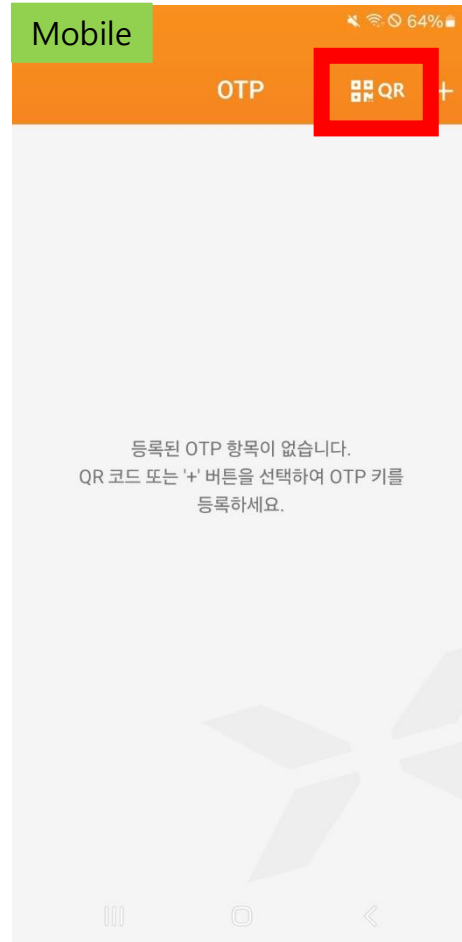 Mobile
64%
OTP
QR +
등록된 OTP 항목이 없습니다.
QR 코드 또는 '+' 버튼을 선택하여 OTP 키를
등록하세요.